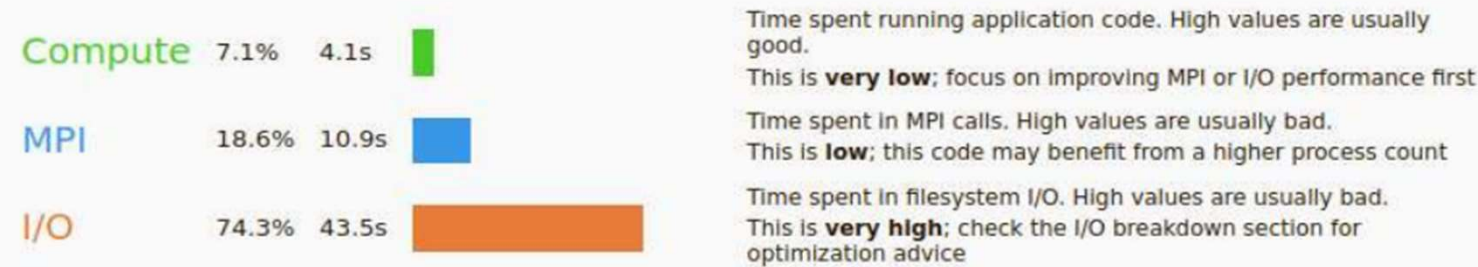 Compute 7.1% 4.1s
Time spent running application code. High values are usually
good.
This is very low; focus on improving MPI or I/O performance first
MPI 18.6% 10.9s
Time spent in MPI calls. High values are usually bad.
This is low; this code may benefit from a higher process count
I/O 74.3% 43.5s
Time spent in filesystem I/O. High values are usually bad.
This is very high; check the I/O breakdown section for
optimization advice